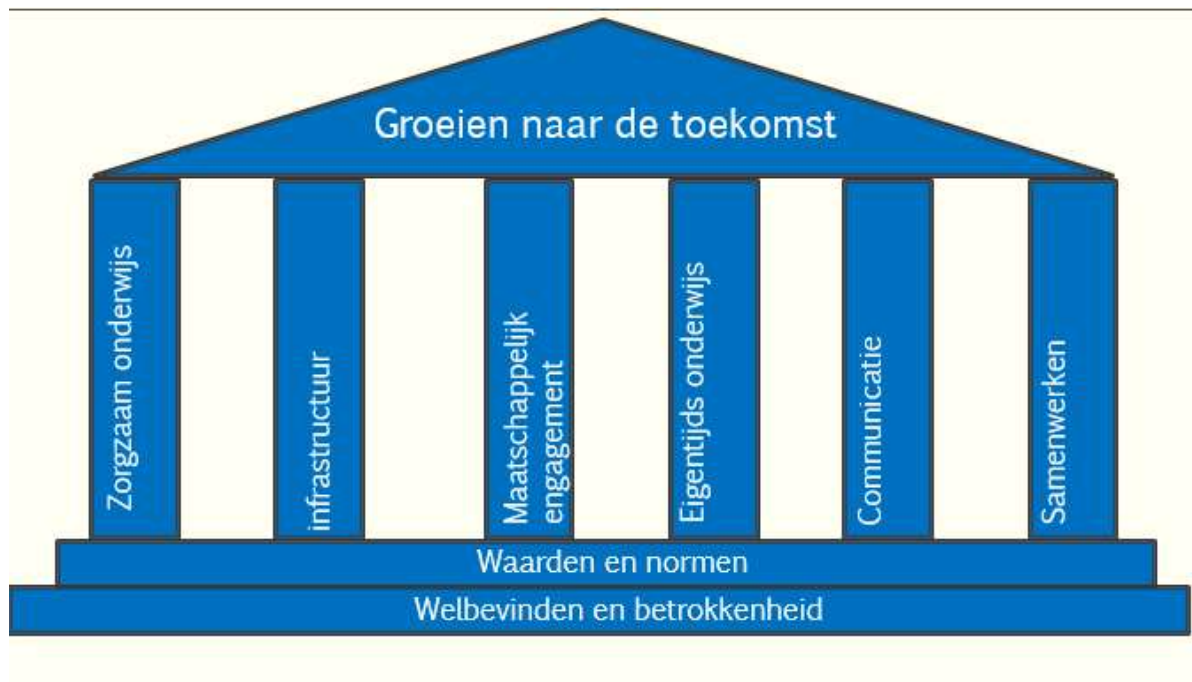 Groeien naar de toekomst
Zorgzaam onderwijs
infrastructuur
Maatschappelijk
engagement
Eigentijds onderwijs
Communicatie
Samenwerken
Waarden en normen
Welbevinden en betrokkenheid